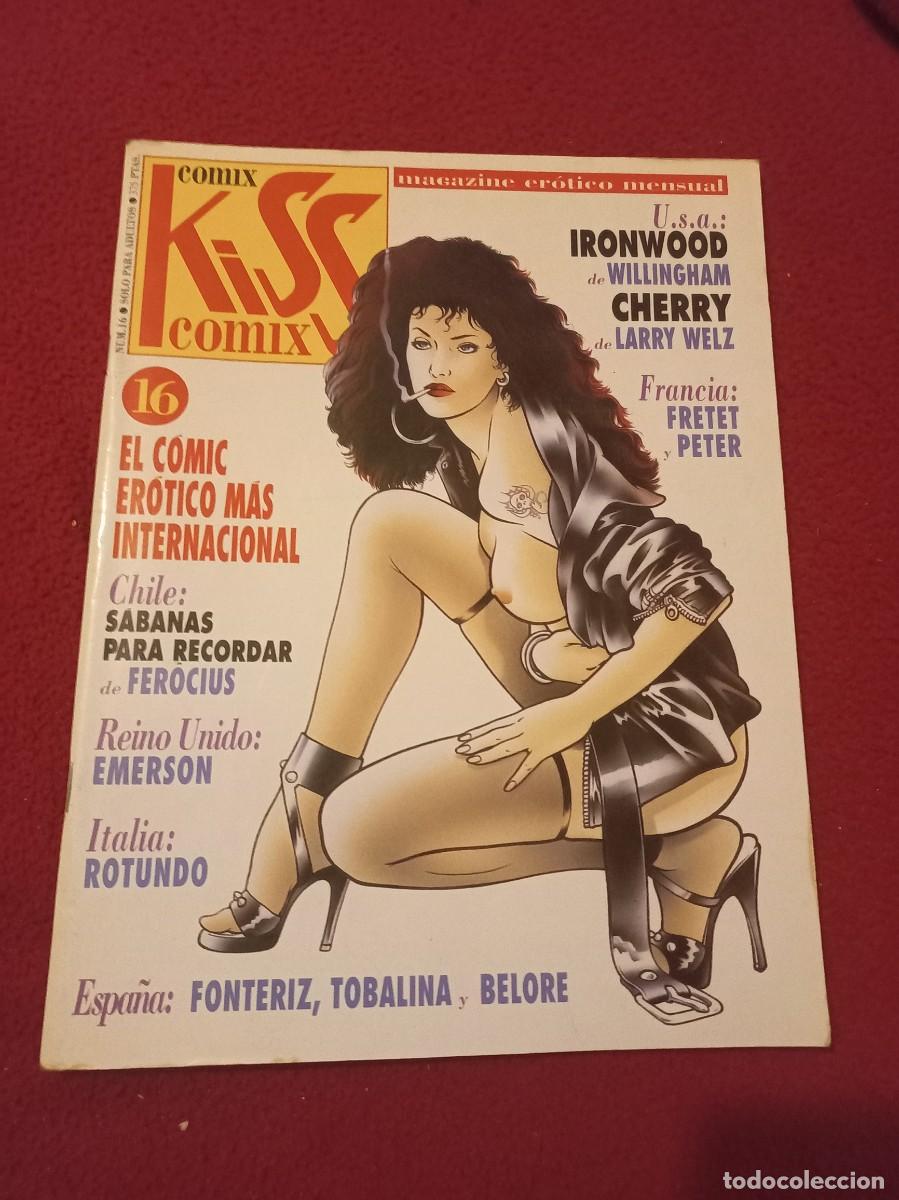 comix
KiSS
comix
magazine erótico mensual
NUM.16 ● SOLO PARA ADULTOS ● 375 PTAS.
U.s.a.:
IRONWOOD
de WILLINGHAM
CHERRY
de LARRY WELZ
Francia:
FRETET
y PETER
16
EL CÓMIC
ERÓTICO MÁS
INTERNACIONAL
Chile:
SÁBANAS
PARA RECORDAR
de FERÒCIUS
Reino Unido:
EMERSON
Italia:
ROTUNDO
España: FONTERIZ, TOBALINA y BELORE
todocoleccion